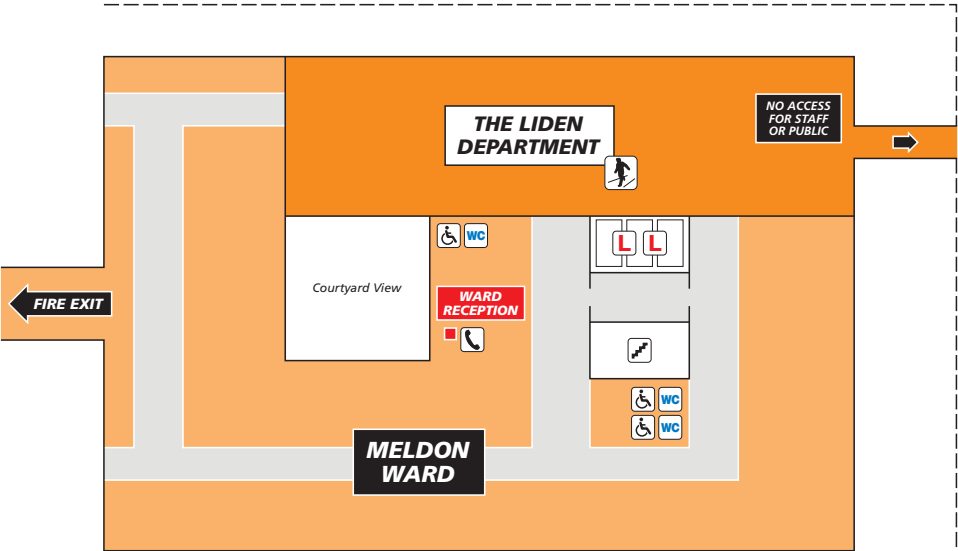 NO ACCESS
FOR STAFF
OR PUBLIC
THE LIDEN
DEPARTMENT
WC
L L
Courtyard View
FIRE EXIT
WARD
RECEPTION
WC
WC
MELDON
WARD